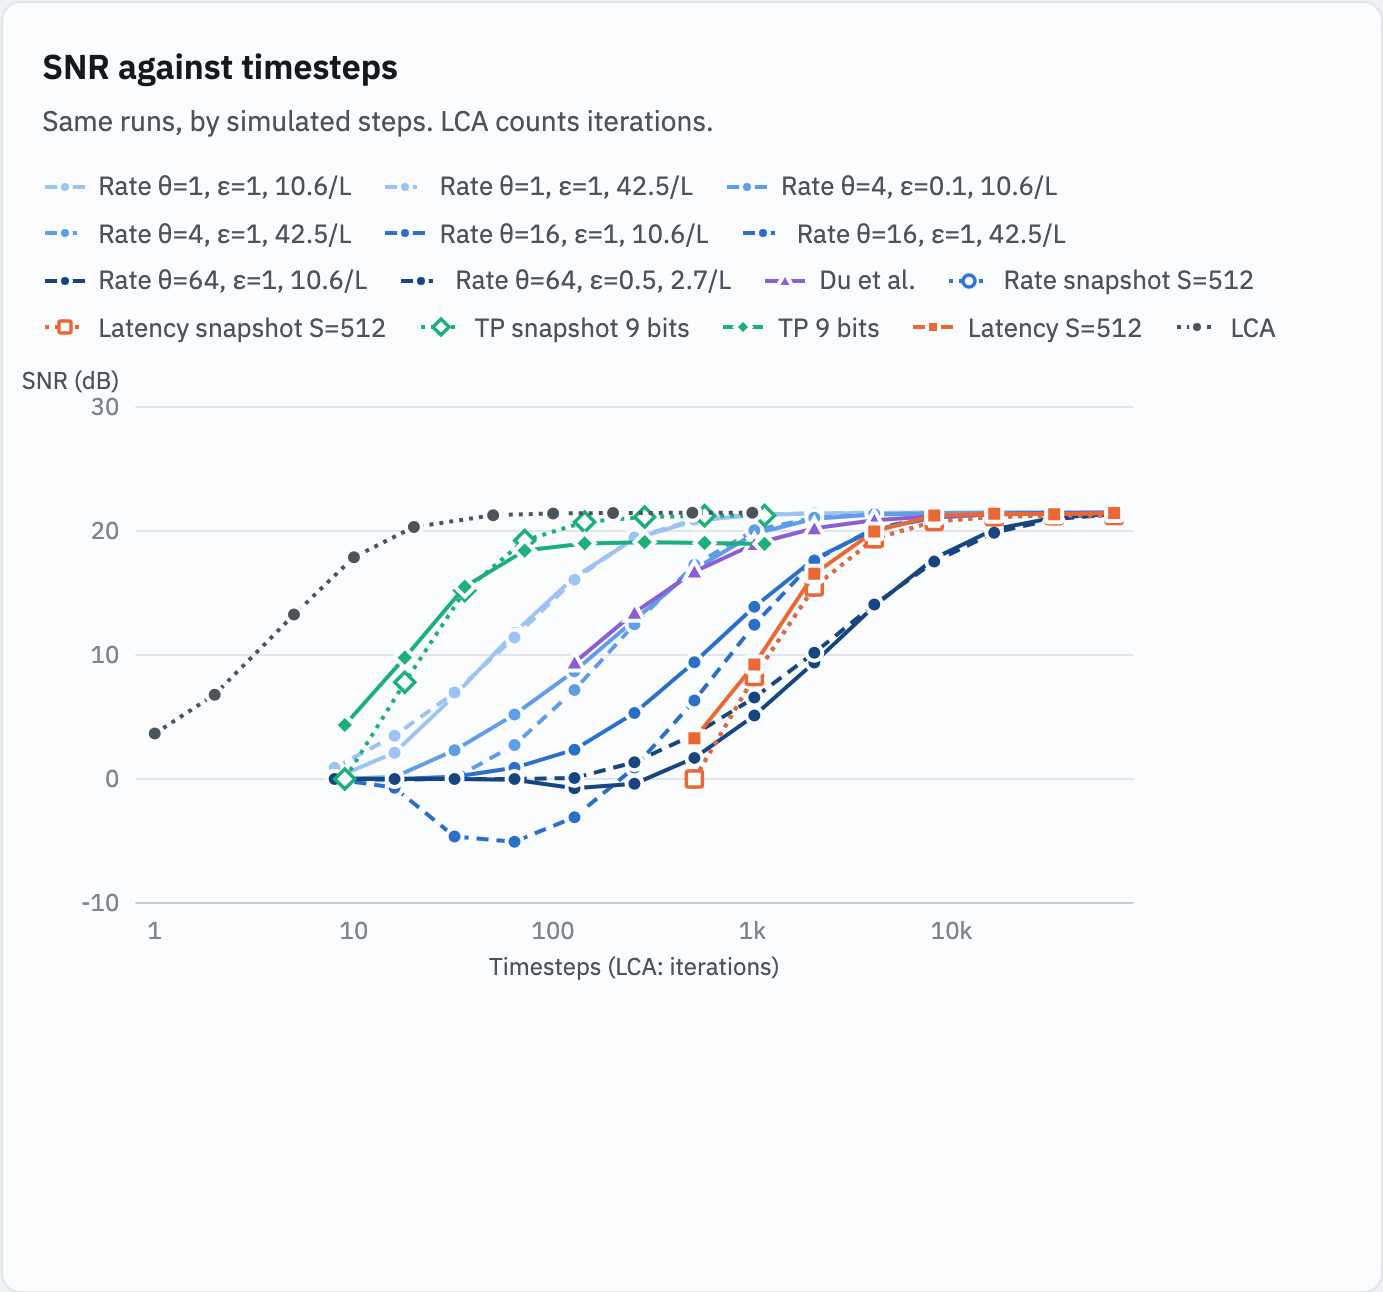 SNR against timesteps
Same runs, by simulated steps. LCA counts iterations.
Rate θ=1, ε=1, 10.6/L Rate θ=1, ε=1, 42.5/L Rate θ=4, ε=0.1, 10.6/L
Rate θ=4, ε=1, 42.5/L Rate θ=16, ε=1, 10.6/L Rate θ=16, ε=1, 42.5/L
Rate θ=64, ε=1, 10.6/L Rate θ=64, ε=0.5, 2.7/L Du et al. Rate snapshot S=512
Latency snapshot S=512 TP snapshot 9 bits TP 9 bits Latency S=512 LCA
SNR (dB)
30
20
10
0
-10
1 10 100 1k 10k
Timesteps (LCA: iterations)